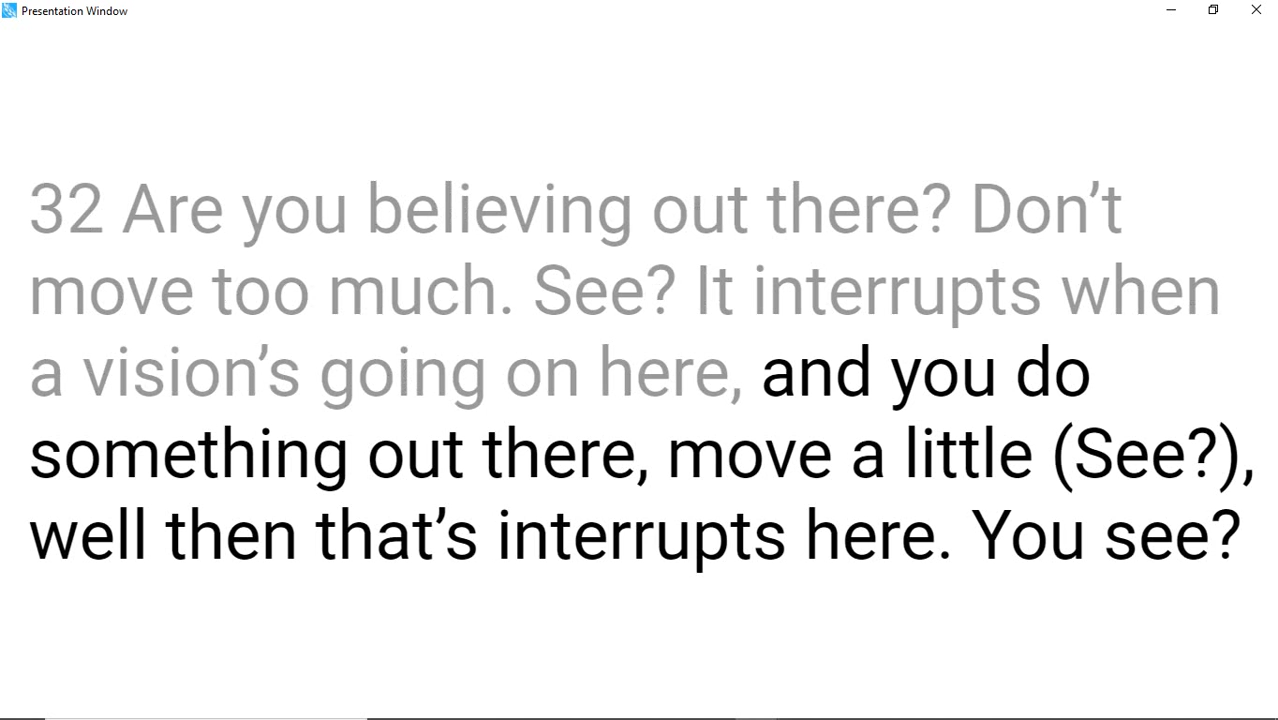 Presentation Window
32 Are you believing out there? Don’t
move too much. See? It interrupts when
a vision’s going on here, and you do
something out there, move a little (See?),
well then that’s interrupts here. You see?